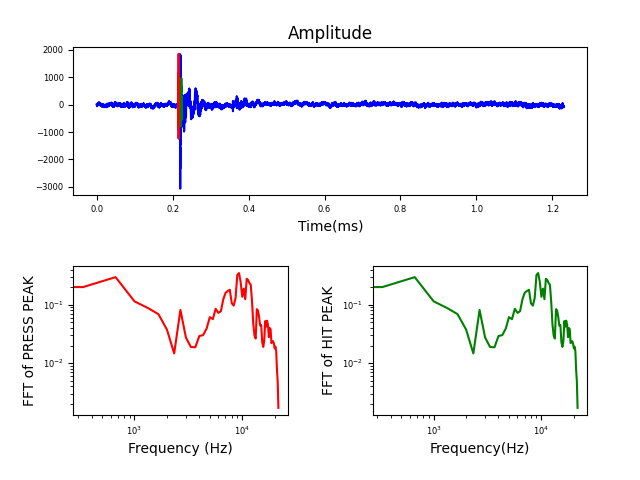 Amplitude
2000
1000
0
−1000
−2000
−3000
0.0 0.2 0.4 0.6 0.8 1.0 1.2
Time(ms)
FFT of PRESS PEAK
10⁻¹
10⁻²
10³ 10⁴
Frequency (Hz)
FFT of HIT PEAK
10⁻¹
10⁻²
10³ 10⁴
Frequency(Hz)